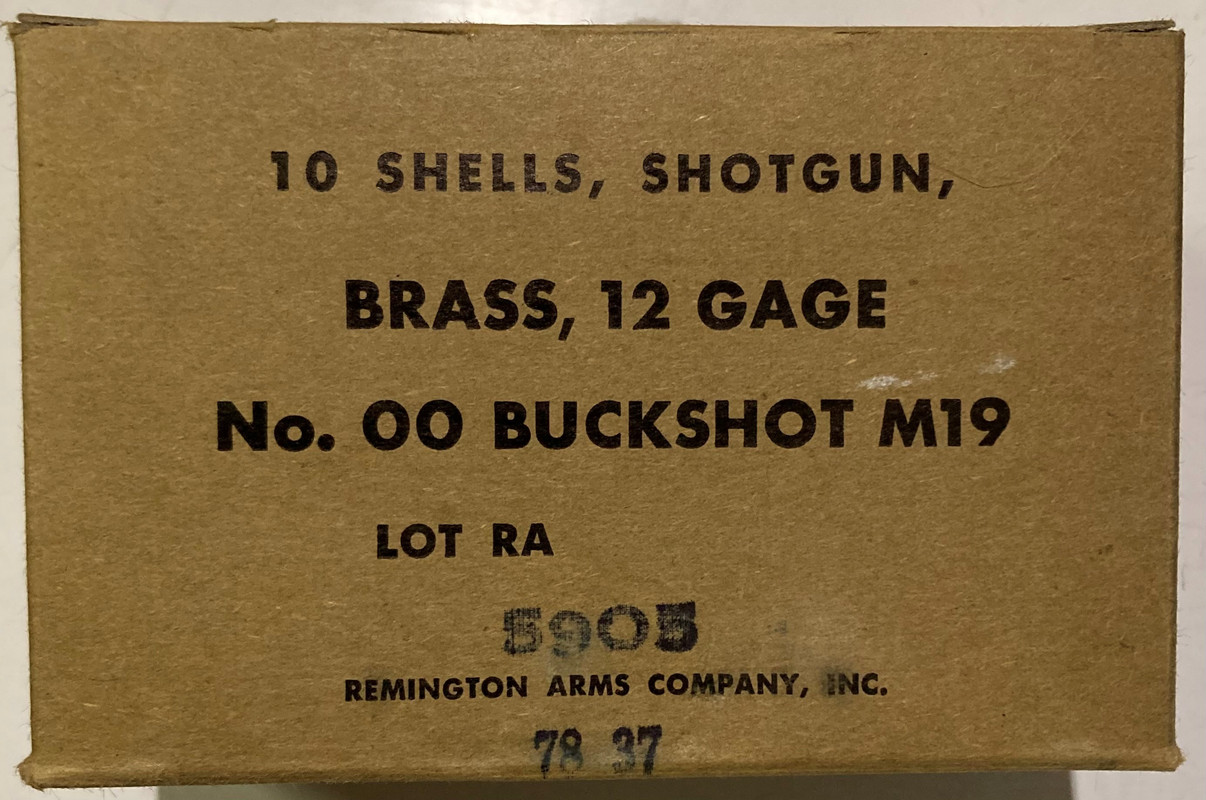 10 SHELLS, SHOTGUN,
BRASS, 12 GAGE
No. 00 BUCKSHOT M19
LOT RA
5905
REMINGTON ARMS COMPANY, INC.
78 37